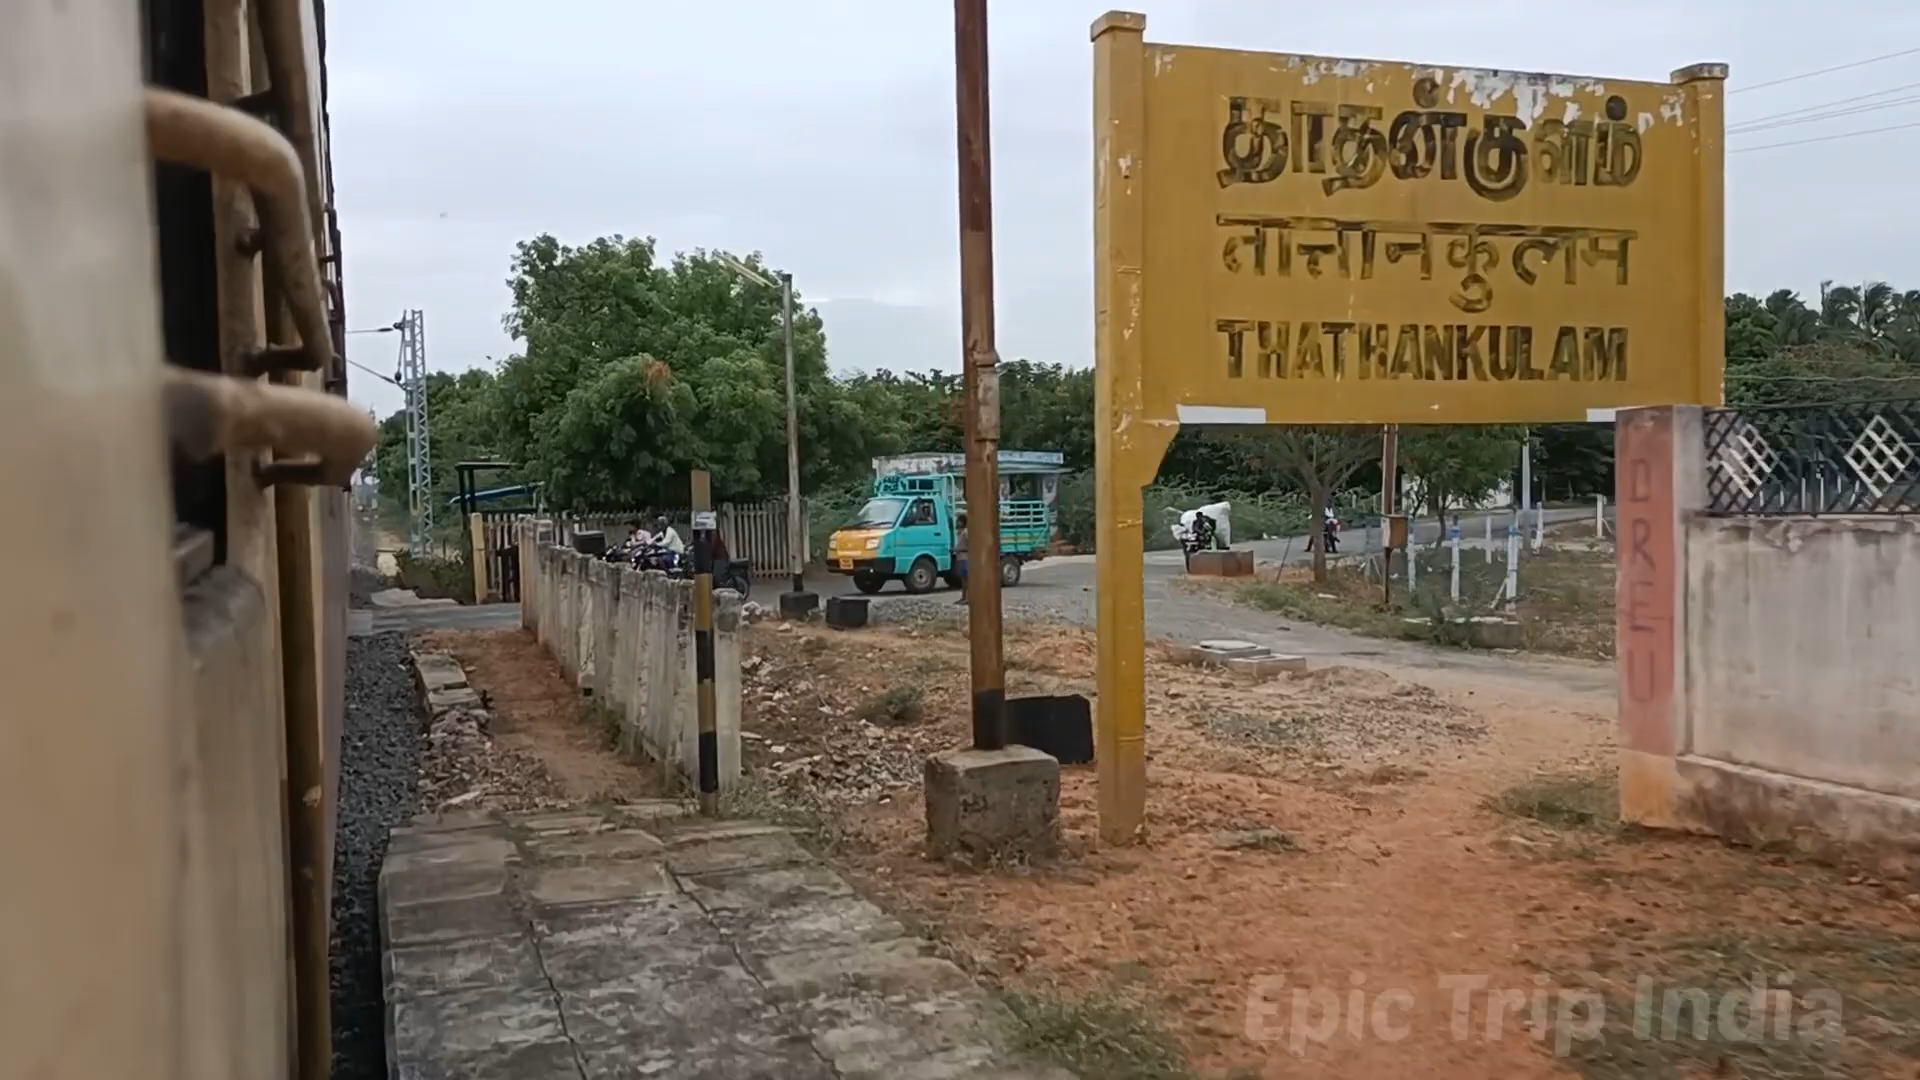 தாதன்குளம்
तात्तानकुलम
THATHANKULAM
DREU
Epic Trip India